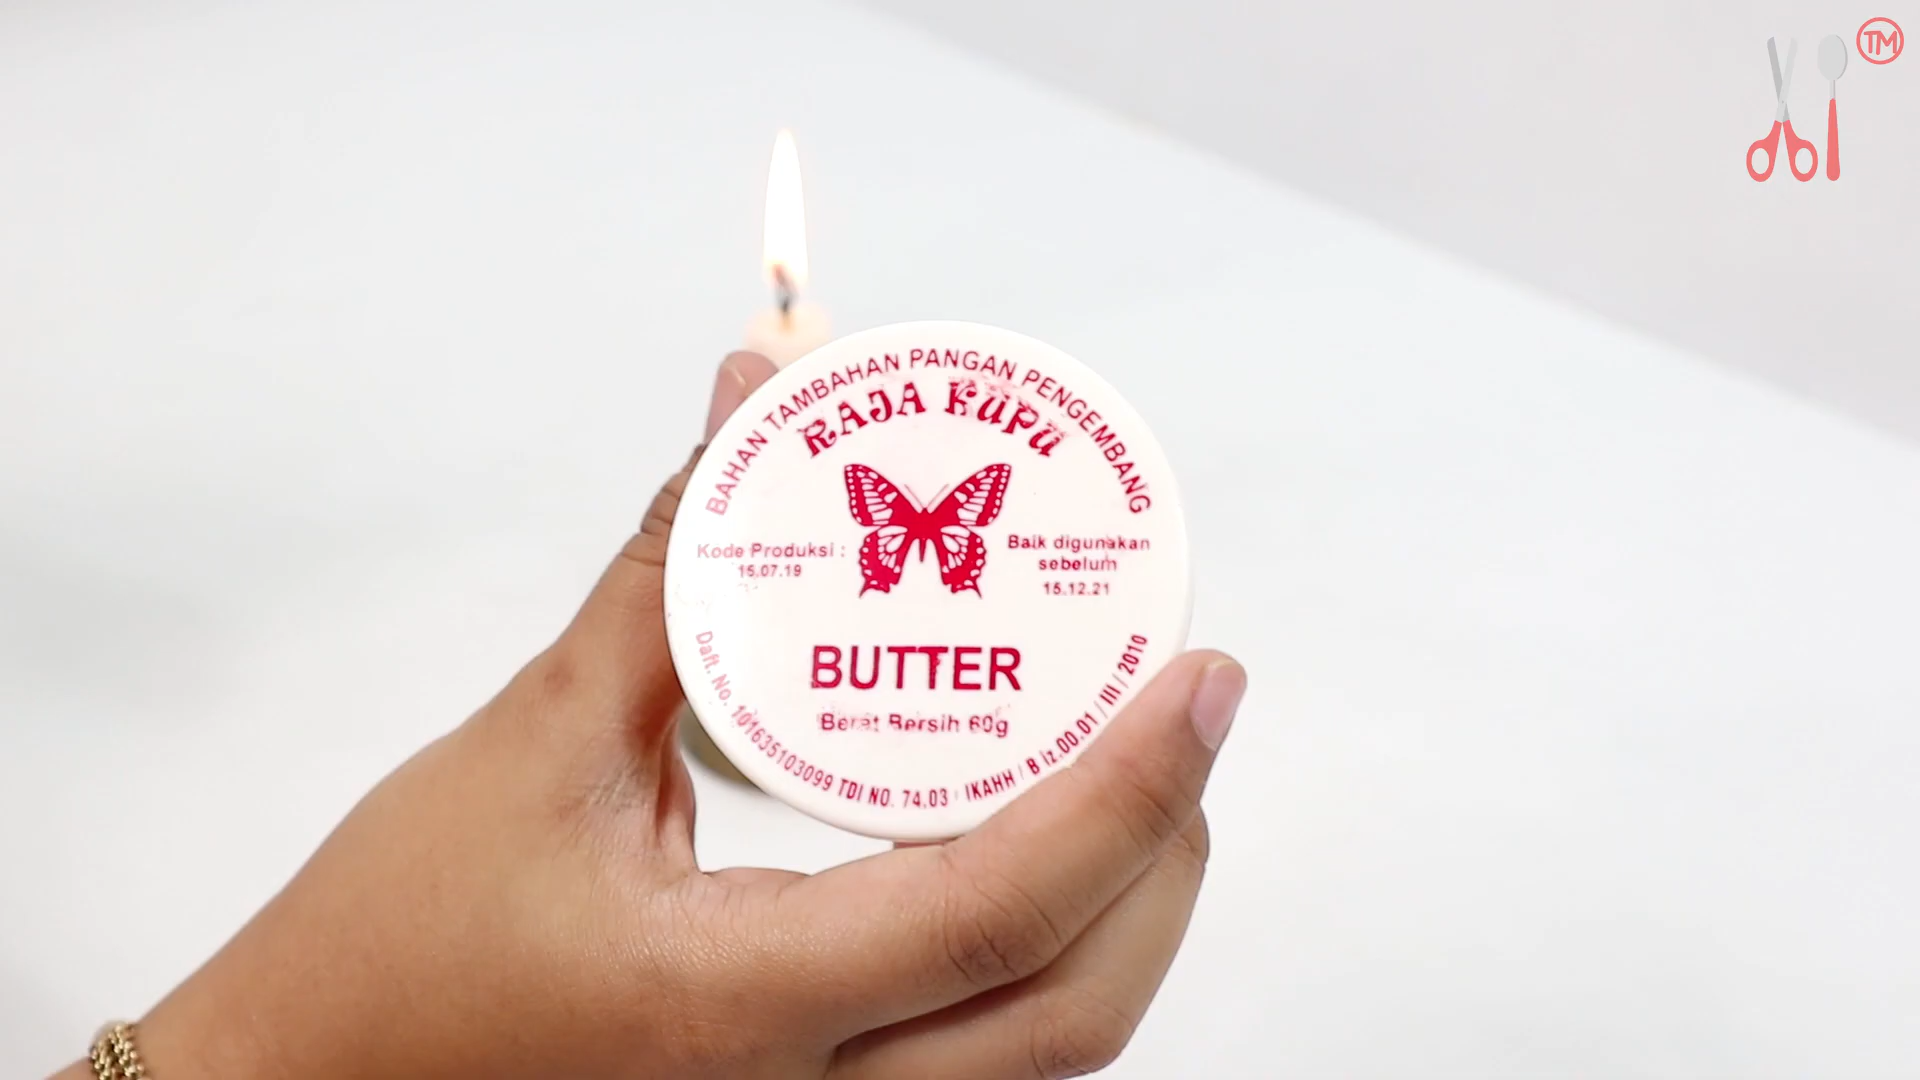 BAHAN TAMBAHAN PANGAN PENGEMBANG
RAJA KUPU
Kode Produksi :
15.07.19
Baik digunakan
sebelum
15.12.21
BUTTER
Berat Bersih 60g
Daft. No. 101635103099 TDI NO. 74.03 / IKAHH / B Iz.00.01 / III / 2010
TM